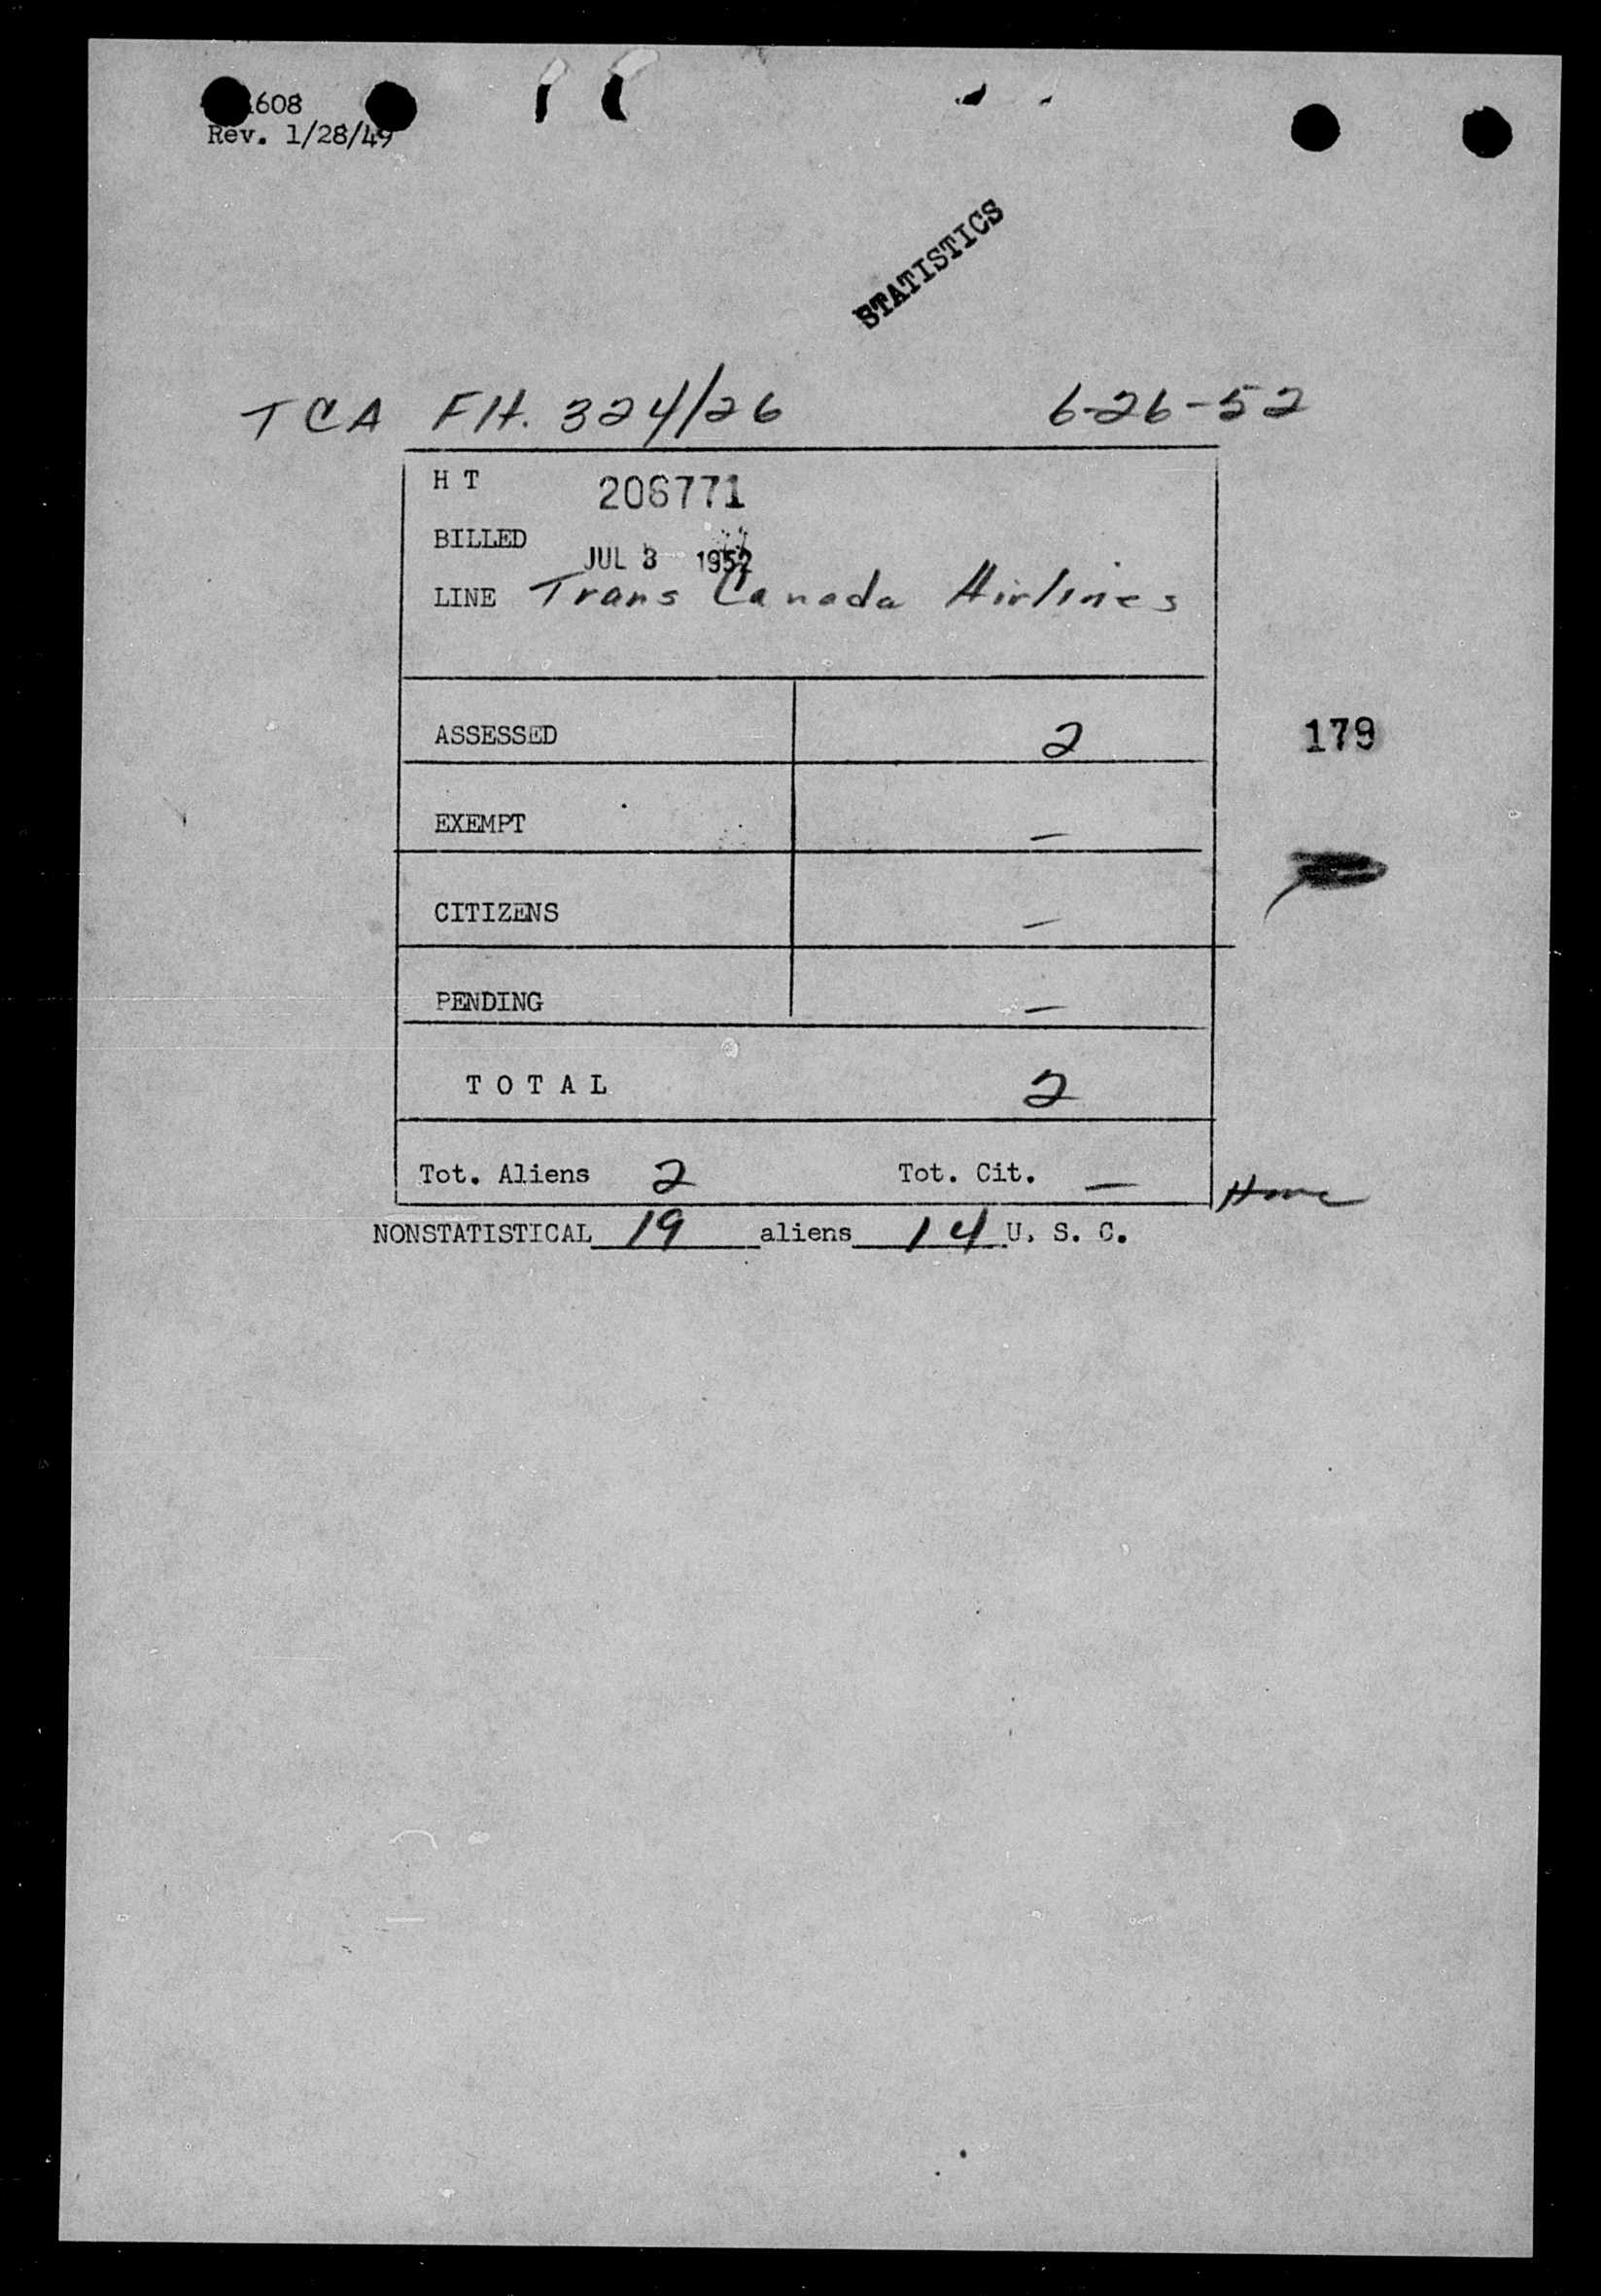 608
Rev. 1/28/49
STATISTICS
TCA Flt. 324/26 6-26-52
H T 206771
BILLED JUL 3 1952
LINE Trans Canada Airlines
ASSESSED 2 179
EXEMPT —
CITIZENS —
PENDING —
TOTAL 2
Tot. Aliens 2 Tot. Cit. —
NONSTATISTICAL 19 aliens 14 U. S. C.